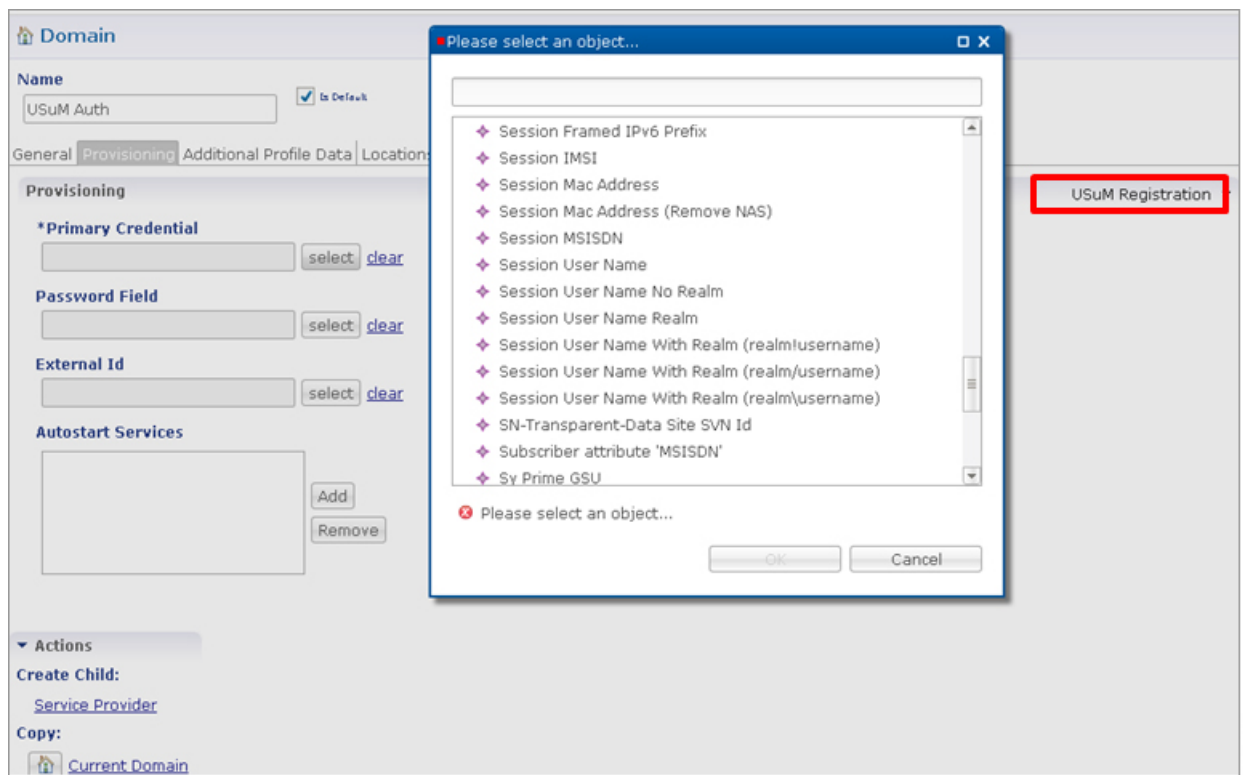 Domain
Name
USuM Auth
Is Default
General Provisioning Additional Profile Data Location
Provisioning
USuM Registration
*Primary Credential
select clear
Password Field
select clear
External Id
select clear
Autostart Services
Add
Remove
Actions
Create Child:
Service Provider
Copy:
Current Domain
Please select an object...
Session Framed IPv6 Prefix
Session IMSI
Session Mac Address
Session Mac Address (Remove NAS)
Session MSISDN
Session User Name
Session User Name No Realm
Session User Name Realm
Session User Name With Realm (realm!username)
Session User Name With Realm (realm/username)
Session User Name With Realm (realm\username)
SN-Transparent-Data Site SVN Id
Subscriber attribute 'MSISDN'
Sy Prime GSU
Please select an object...
OK Cancel